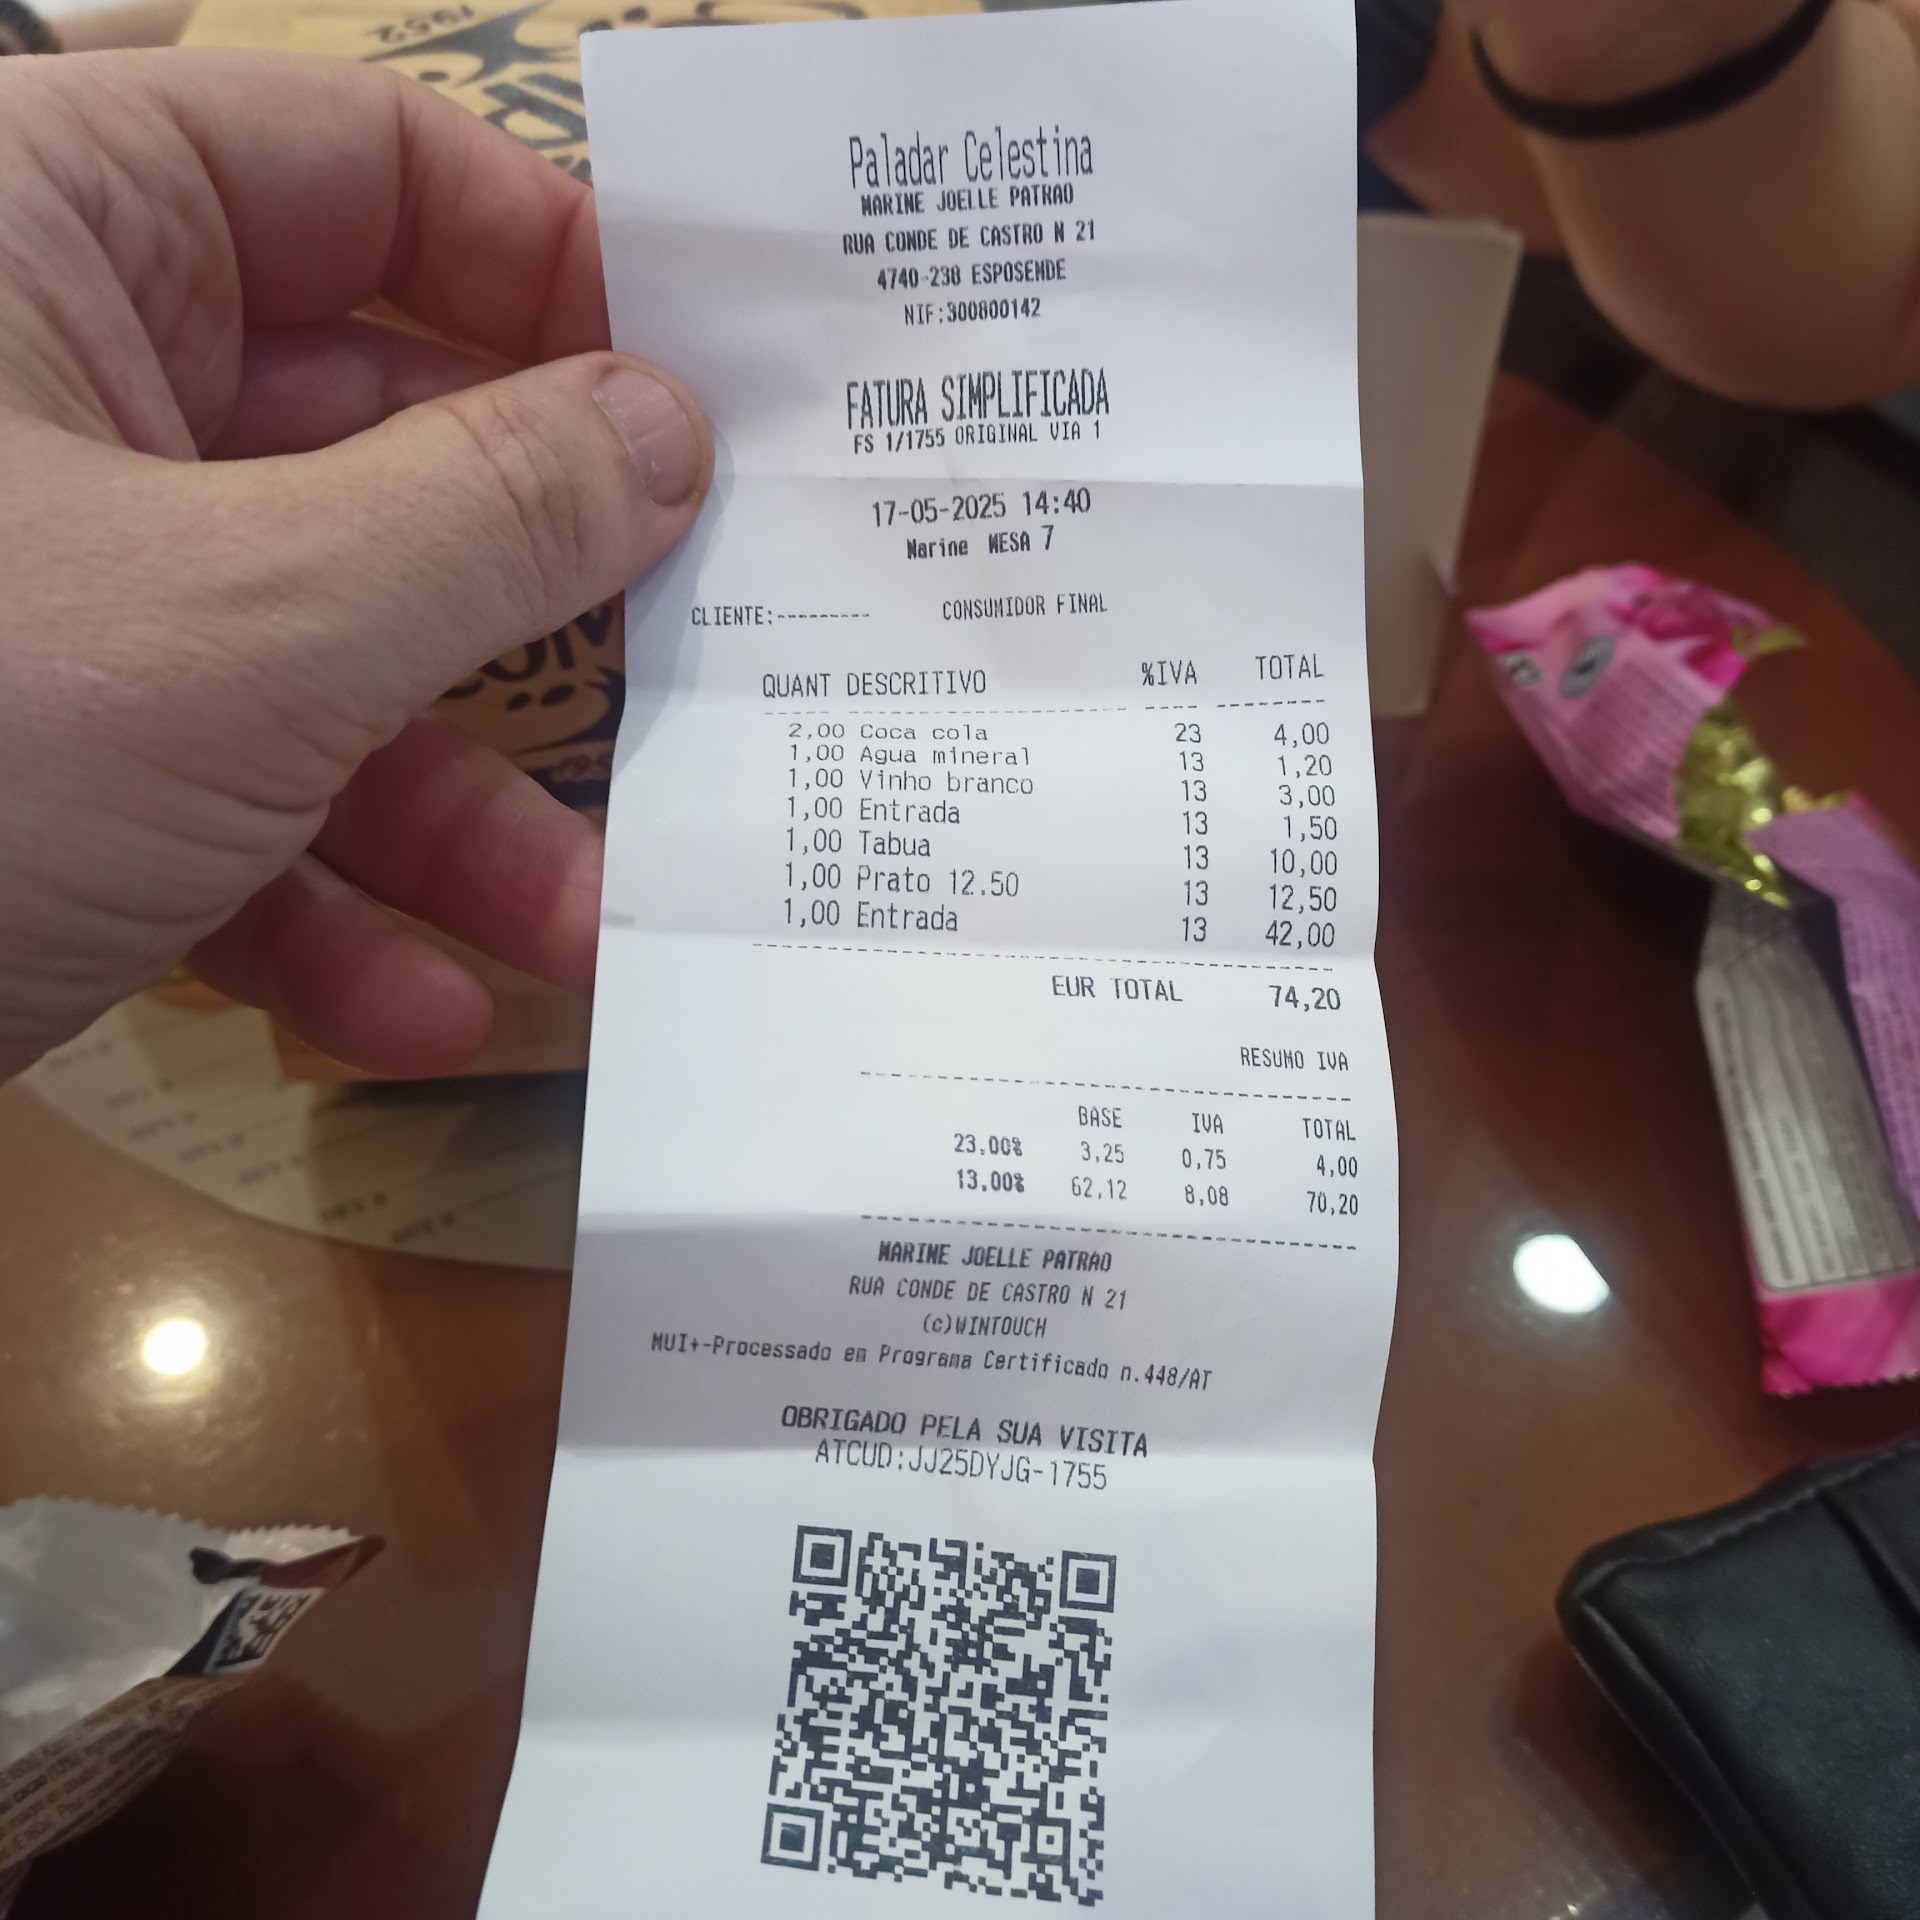 1962
Paladar Celestina
MARINE JOELLE PATRAO
RUA CONDE DE CASTRO N 21
4740-238 ESPOSENDE
NIF:300800142
FATURA SIMPLIFICADA
FS 1/1755 ORIGINAL VIA 1
17-05-2025 14:40
Marine MESA 7
CLIENTE:--------- CONSUMIDOR FINAL
QUANT DESCRITIVO %IVA TOTAL
2,00 Coca cola 23 4,00
1,00 Agua mineral 13 1,20
1,00 Vinho branco 13 3,00
1,00 Entrada 13 1,50
1,00 Tabua 13 10,00
1,00 Prato 12.50 13 12,50
1,00 Entrada 13 42,00
EUR TOTAL 74,20
RESUMO IVA
BASE IVA TOTAL
23.00% 3,25 0,75 4,00
13.00% 62,12 8,08 70,20
MARINE JOELLE PATRAO
RUA CONDE DE CASTRO N 21
(c)WINTOUCH
MUI+-Processado em Programa Certificado n.448/AT
OBRIGADO PELA SUA VISITA
ATCUD:JJ25DYJG-1755